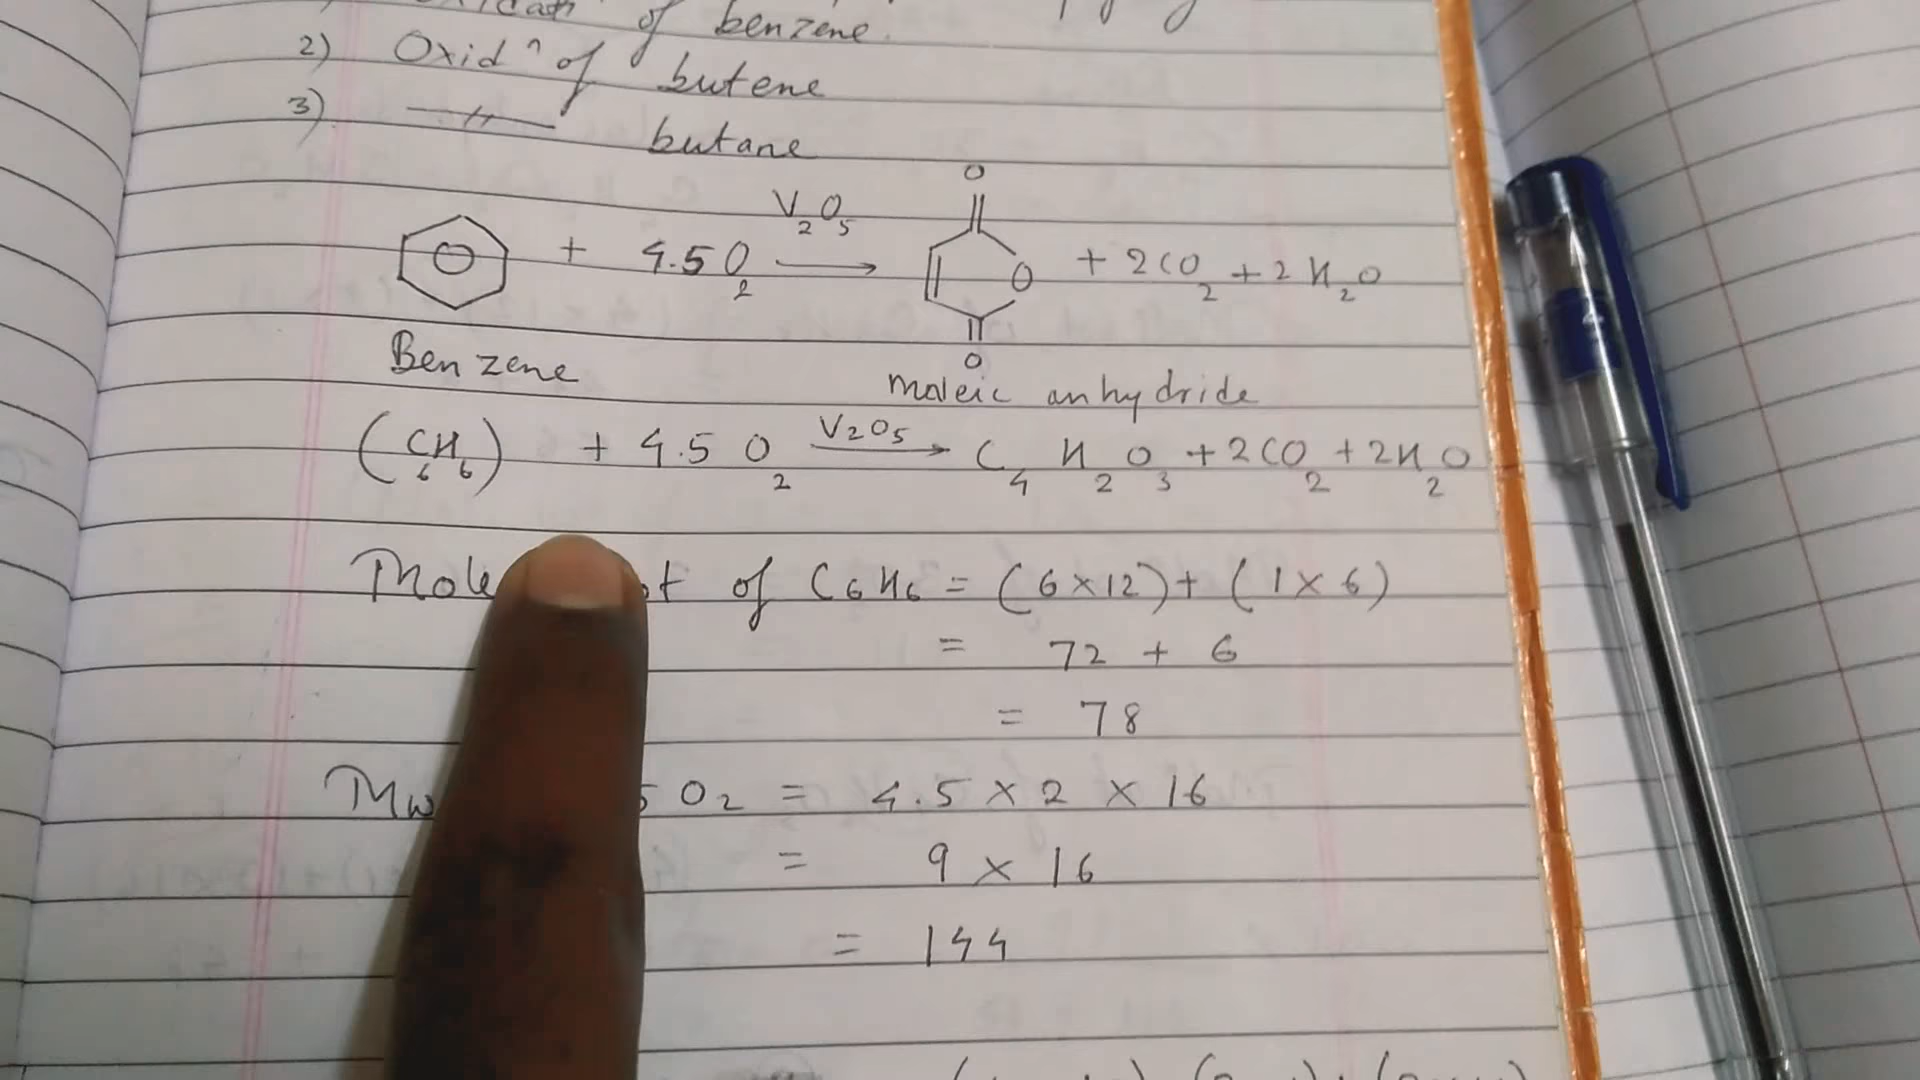 of benzene.
2) Oxidⁿ of butene
3) —〃— butane
O
V₂O₅
+ 4.5 O₂ → O + 2CO₂ + 2H₂O
O
Benzene Maleic anhydride
(C₆H₆) + 4.5 O₂ V₂O₅ → C₄H₂O₃ + 2CO₂ + 2H₂O
of C₆H₆ = (6×12) + (1×6)
= 72 + 6
= 78
Mw O₂ = 4.5 × 2 × 16
= 9 × 16
= 144